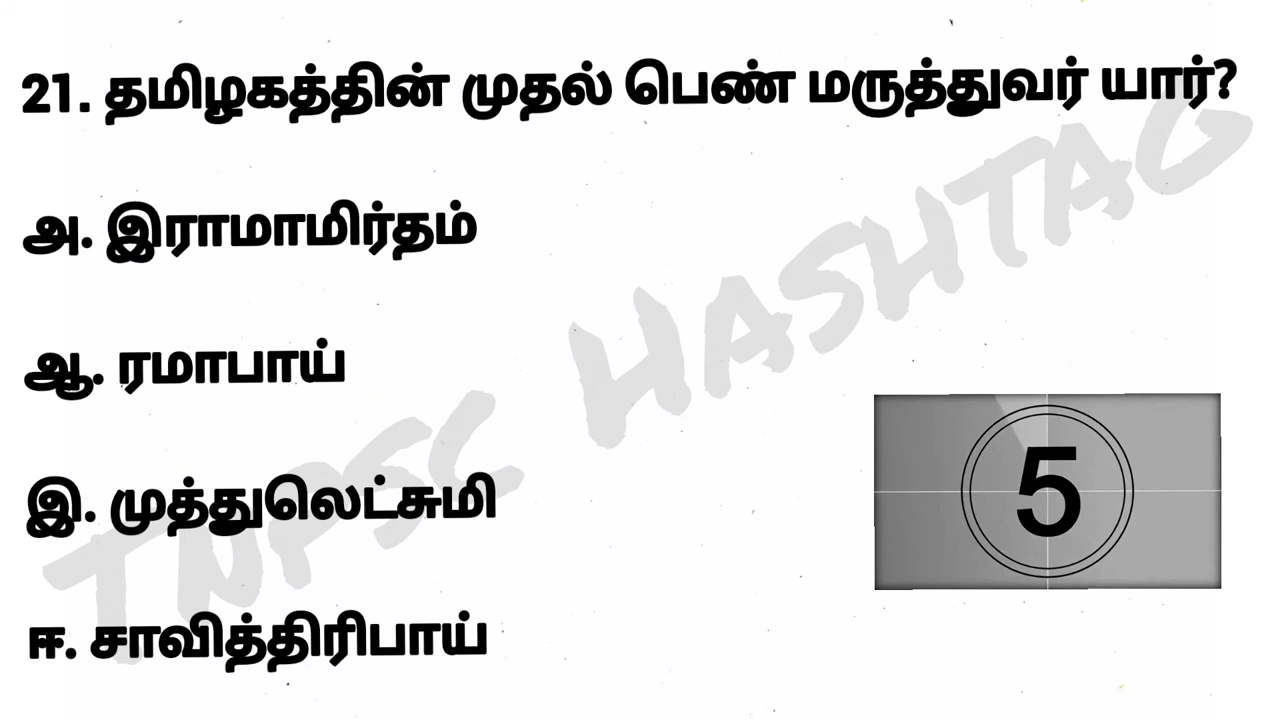 21. தமிழகத்தின் முதல் பெண் மருத்துவர் யார்?
அ. இராமாமிர்தம்
ஆ. ரமாபாய்
இ. முத்துலெட்சுமி
ஈ. சாவித்திரிபாய்
5
TNPSC HASHTAG